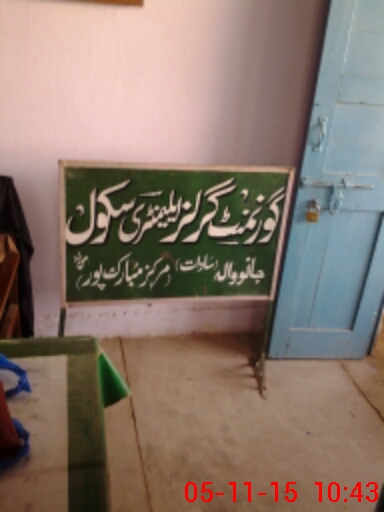 گورنمنٹ گرلز ایلیمنٹری سکول
جانووالہ (سادات) (مرکز مبارک پور)
05-11-15 10:43